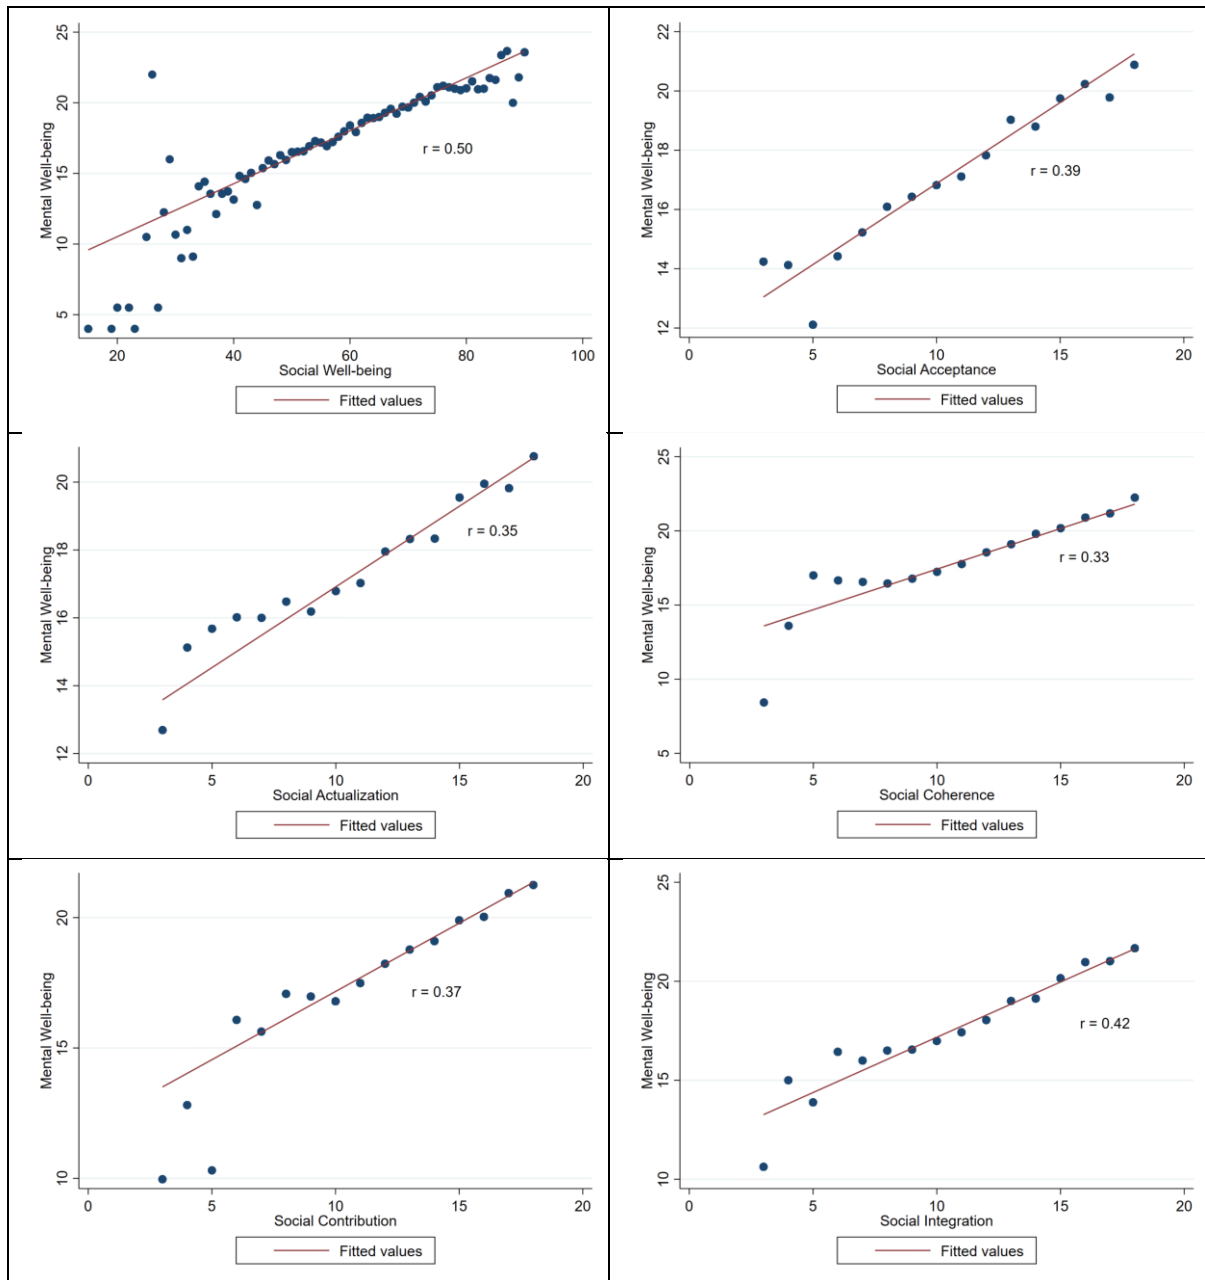 25
20
15
10
5
Mental Well-being
r = 0.50
20
40
60
80
100
Social Well-being
Fitted values
22
20
18
16
14
12
Mental Well-being
r = 0.39
0
5
10
15
20
Social Acceptance
Fitted values
20
18
16
14
12
Mental Well-being
r = 0.35
0
5
10
15
20
Social Actualization
Fitted values
25
20
15
10
5
Mental Well-being
r = 0.33
0
5
10
15
20
Social Coherence
Fitted values
20
15
10
Mental Well-being
r = 0.37
0
5
10
15
20
Social Contribution
Fitted values
25
20
15
10
Mental Well-being
r = 0.42
0
5
10
15
20
Social Integration
Fitted values